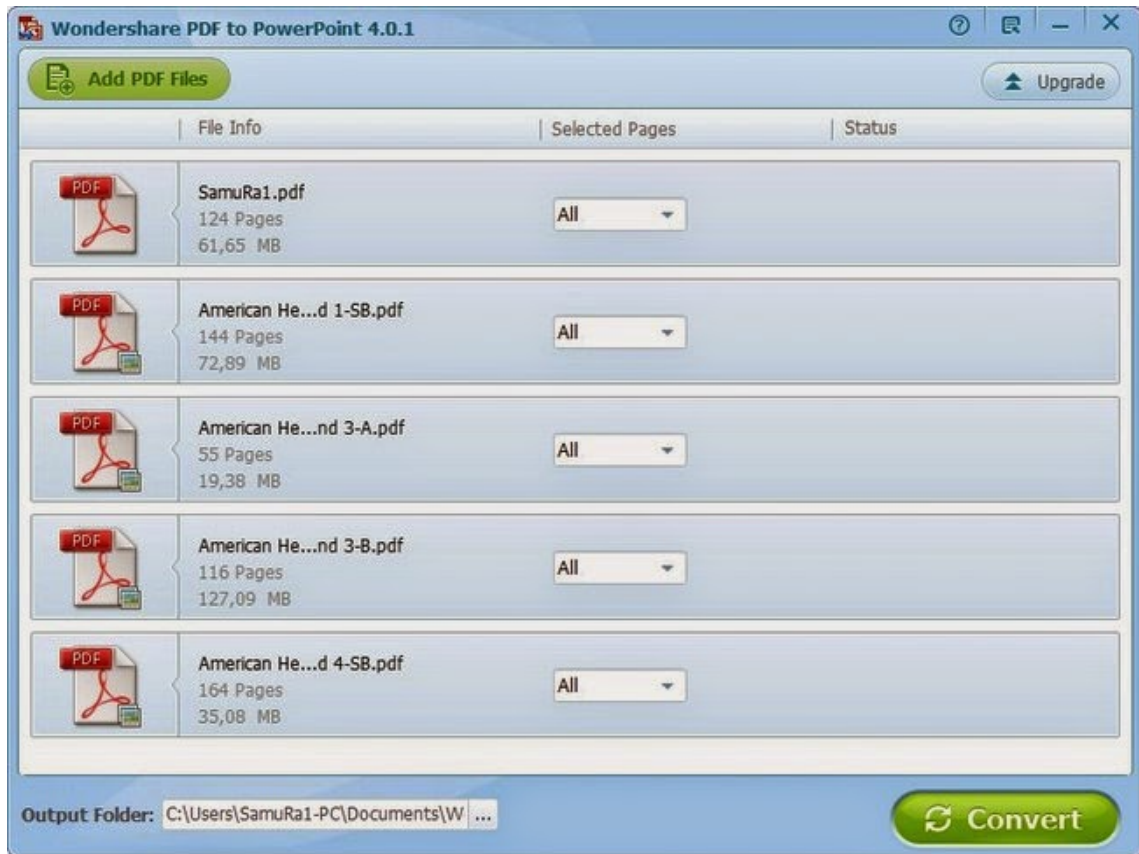 Wondershare PDF to PowerPoint 4.0.1
Add PDF Files
Upgrade
File Info
Selected Pages
Status
PDF
SamuRa1.pdf
124 Pages
61,65 MB
All
PDF
American He...d 1-SB.pdf
144 Pages
72,89 MB
All
PDF
American He...nd 3-A.pdf
55 Pages
19,38 MB
All
PDF
American He...nd 3-B.pdf
116 Pages
127,09 MB
All
PDF
American He...d 4-SB.pdf
164 Pages
35,08 MB
All
Output Folder: C:\Users\SamuRa1-PC\Documents\W ...
Convert